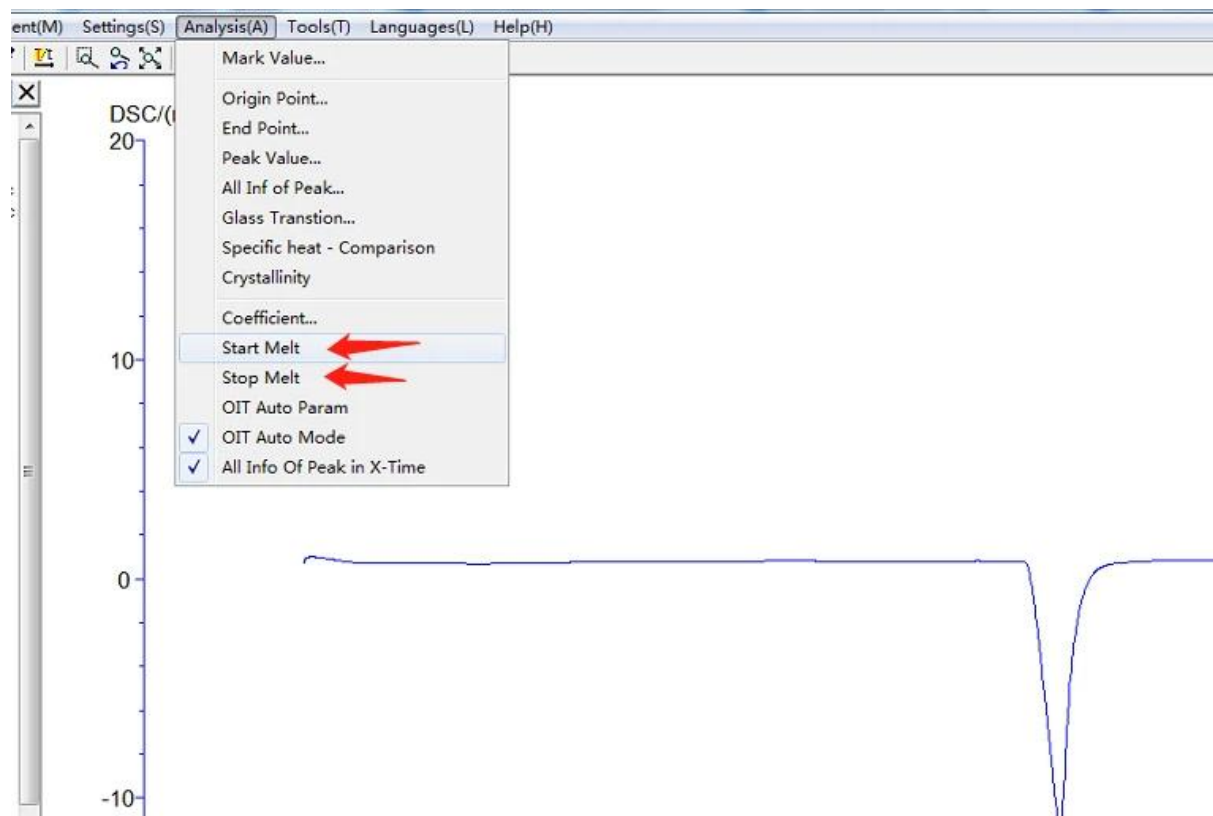 ent(M) Settings(S) Analysis(A) Tools(T) Languages(L) Help(H)
Mark Value...
Origin Point...
End Point...
Peak Value...
All Inf of Peak...
Glass Transtion...
Specific heat - Comparison
Crystallinity
Coefficient...
Start Melt
Stop Melt
OIT Auto Param
OIT Auto Mode
All Info Of Peak in X-Time
DSC/(
20
10
0
-10